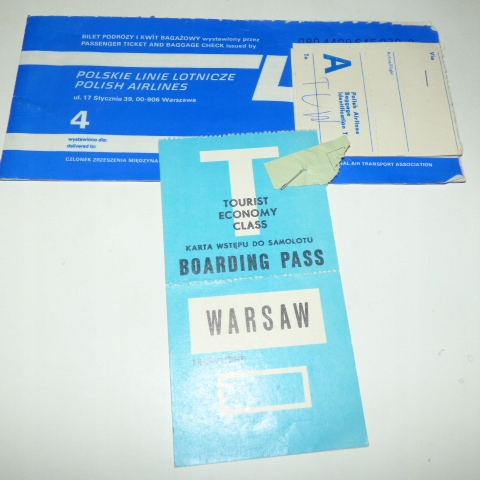 BILET PODRÓŻY I KWIT BAGAŻOWY wystawiony przez
PASSENGER TICKET AND BAGGAGE CHECK issued by
POLSKIE LINIE LOTNICZE
POLISH AIRLINES
ul. 17 Stycznia 39, 00-906 Warszawa
4
wystawiono dla:
delivered to:
CZŁONEK ZRZESZENIA
AIR TRANSPORT ASSOCIATION
Via
To
A
Polish Airlines
Baggage
Identification
T
TOURIST
ECONOMY
CLASS
KARTA WSTĘPU DO SAMOLOTU
BOARDING PASS
WARSAW